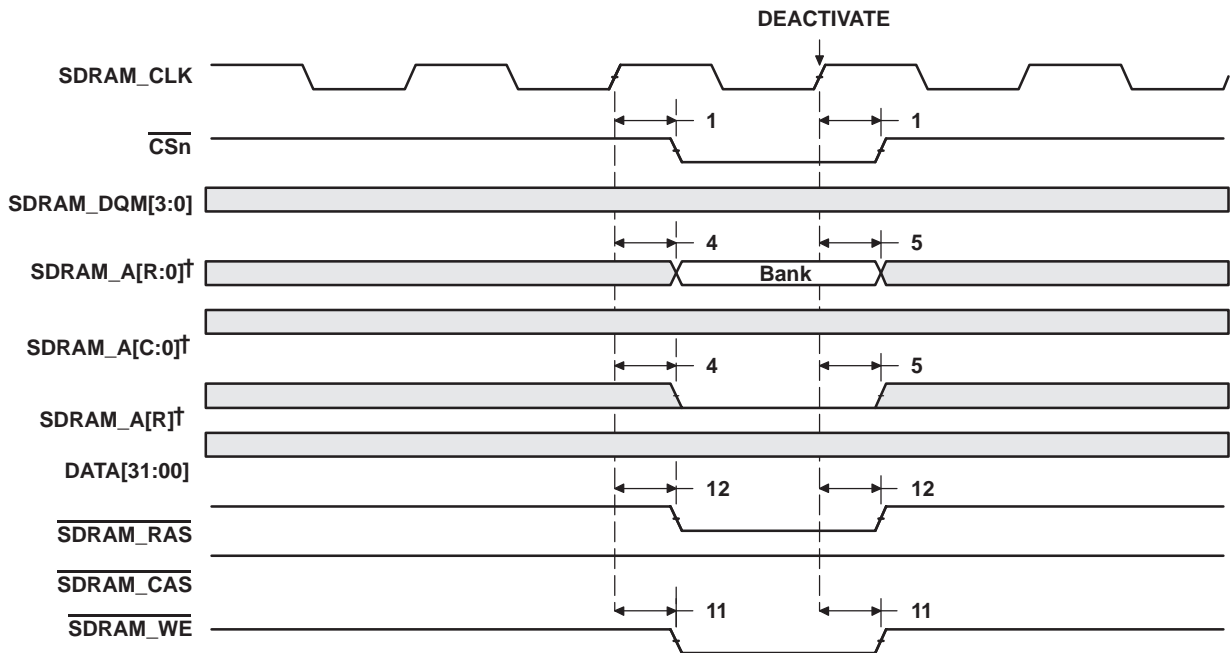 DEACTIVATE
SDRAM_CLK
1 1
CSn
SDRAM_DQM[3:0]
4 5
SDRAM_A[R:0]† Bank
SDRAM_A[C:0]†
4 5
SDRAM_A[R]†
DATA[31:00]
12 12
SDRAM_RAS
SDRAM_CAS
11 11
SDRAM_WE